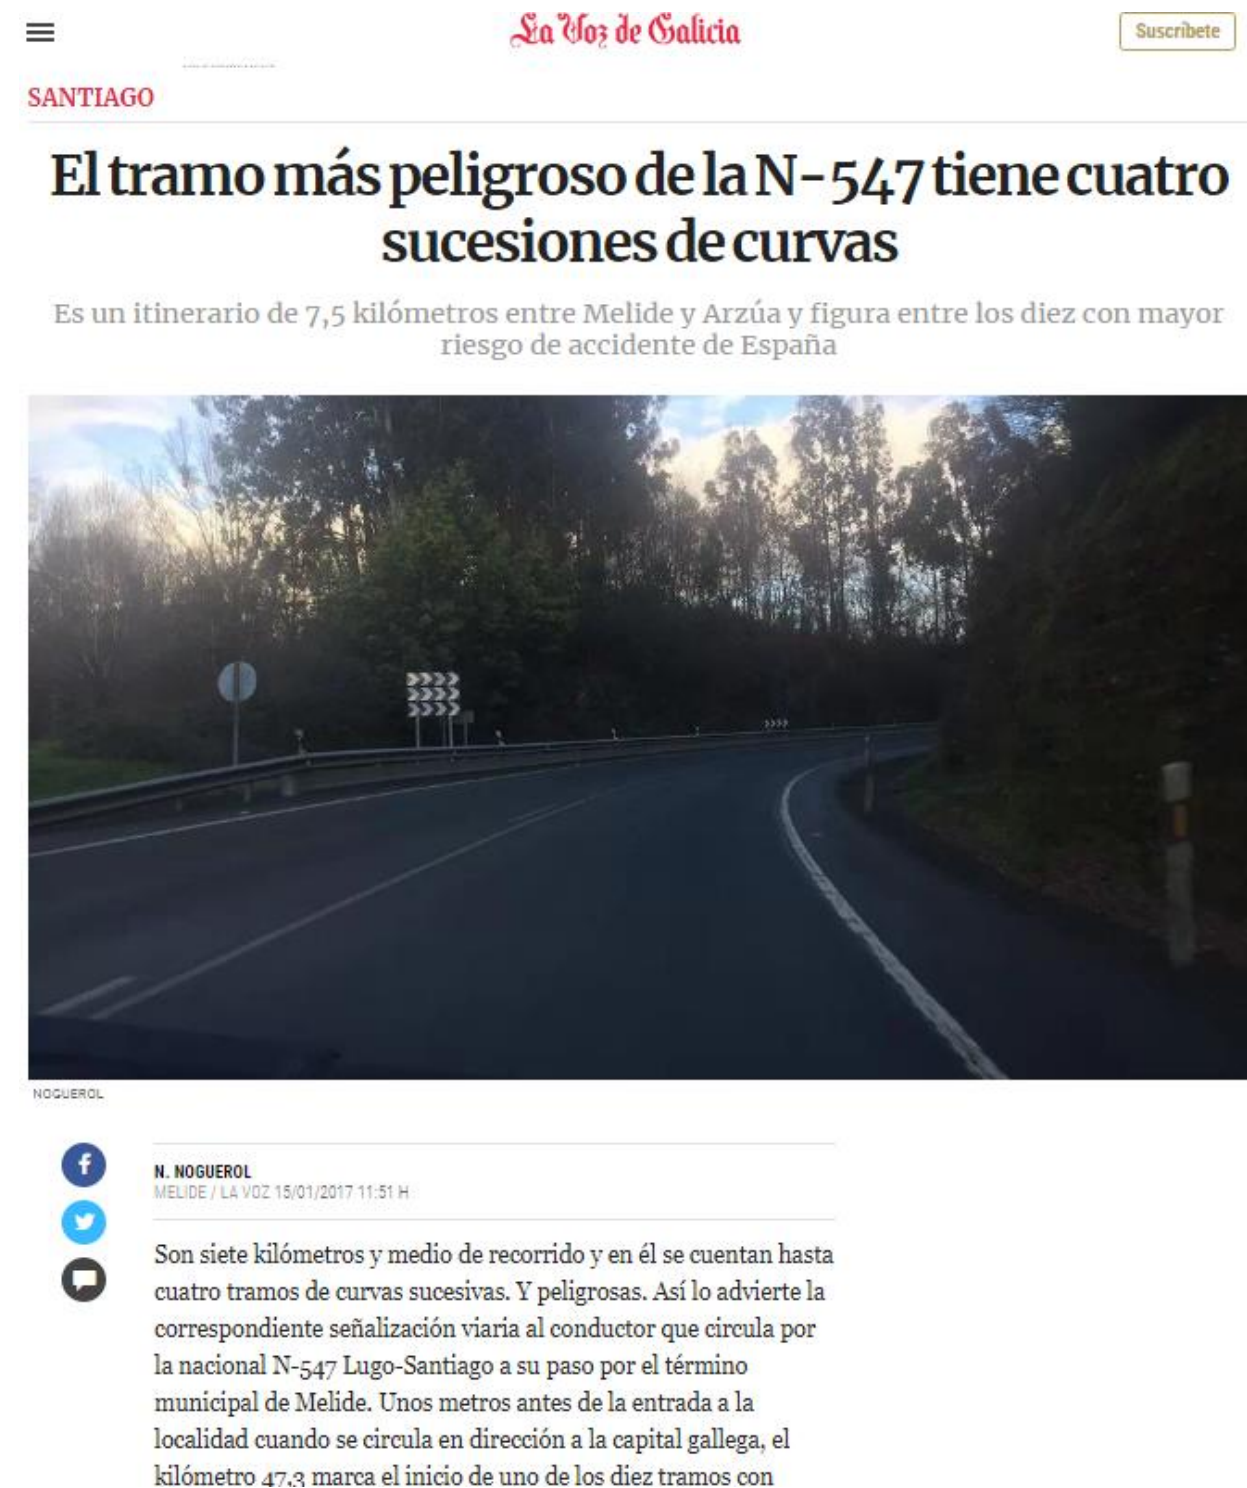 La Voz de Galicia
Suscríbete
SANTIAGO
El tramo más peligroso de la N-547 tiene cuatro
sucesiones de curvas
Es un itinerario de 7,5 kilómetros entre Melide y Arzúa y figura entre los diez con mayor
riesgo de accidente de España
NOGUEROL
N. NOGUEROL
MELIDE / LA VOZ 15/01/2017 11:51 H
Son siete kilómetros y medio de recorrido y en él se cuentan hasta
cuatro tramos de curvas sucesivas. Y peligrosas. Así lo advierte la
correspondiente señalización viaria al conductor que circula por
la nacional N-547 Lugo-Santiago a su paso por el término
municipal de Melide. Unos metros antes de la entrada a la
localidad cuando se circula en dirección a la capital gallega, el
kilómetro 47,3 marca el inicio de uno de los diez tramos con